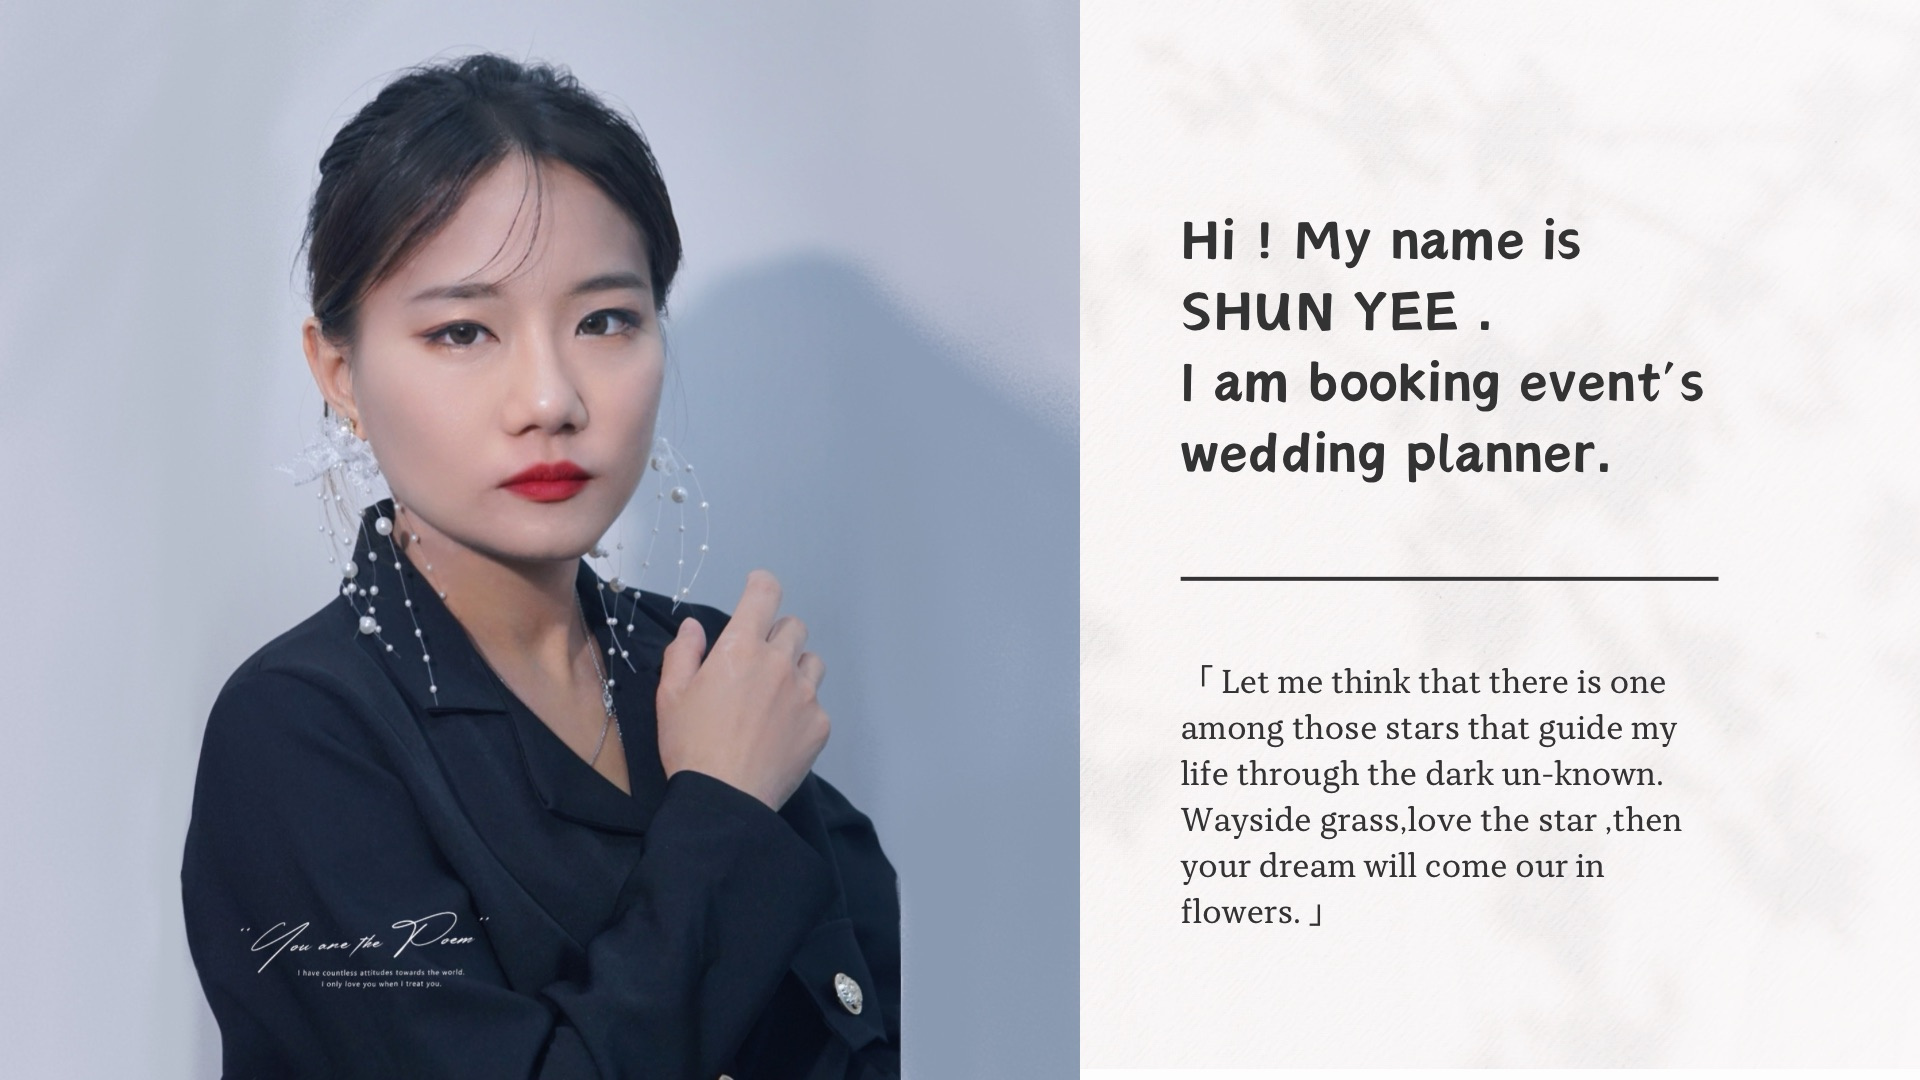 Hi ! My name is
SHUN YEE .
I am booking event's
wedding planner.
「 Let me think that there is one
among those stars that guide my
life through the dark un-known.
Wayside grass,love the star ,then
your dream will come our in
flowers. 」
“ You are the Poem ”
I have countless attitudes towards the world.
I only love you when I treat you.